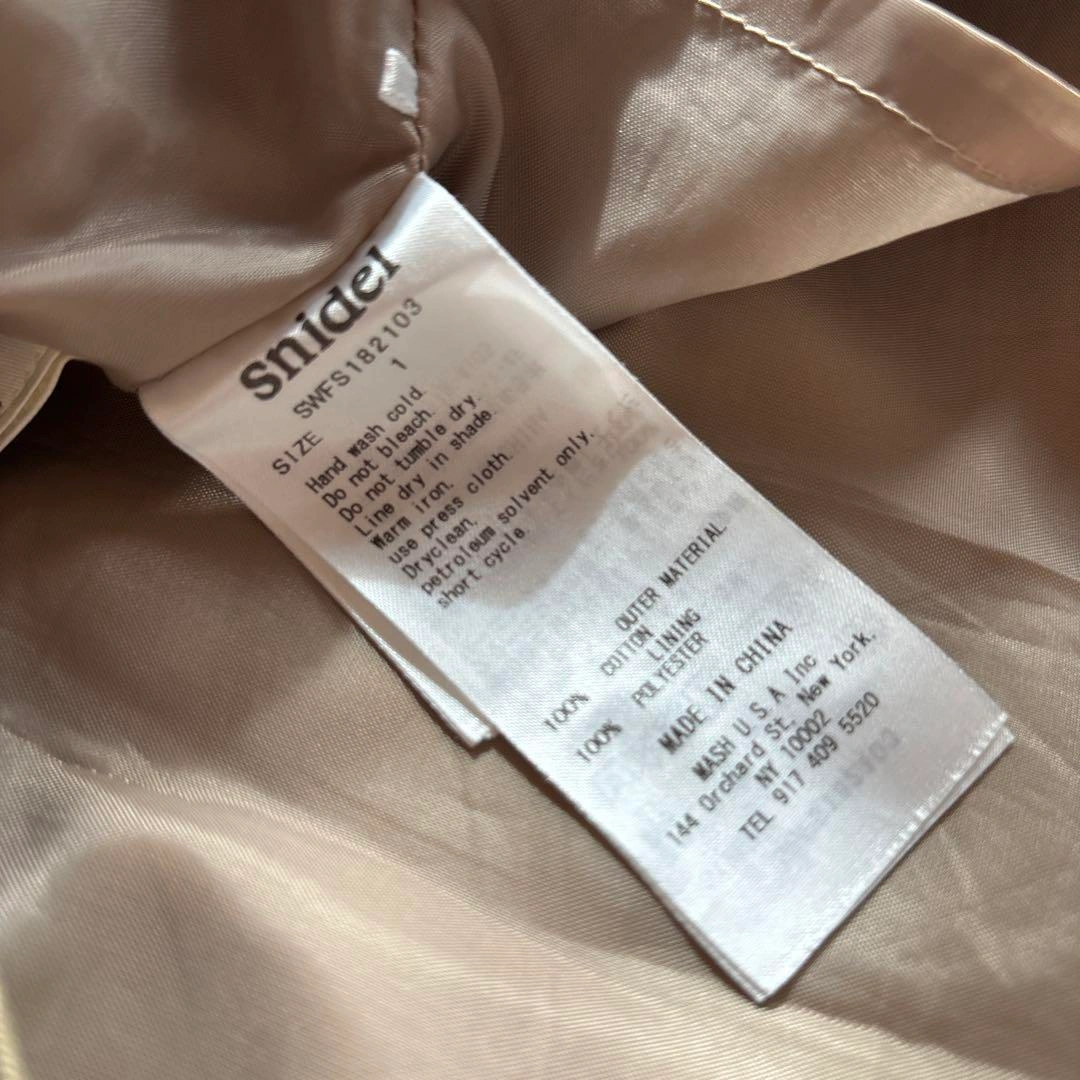 snidel
SWFS182103
SIZE 1
Hand wash cold.
Do not bleach.
Do not tumble dry.
Line dry in shade.
Warm iron.
use press cloth.
Dryclean.
petroleum solvent only.
short cycle.
OUTER MATERIAL
100% COTTON
LINING
100% POLYESTER
MADE IN CHINA
MASH U.S.A Inc
144 Orchard St. New York.
NY 10002
TEL 917 409 5520